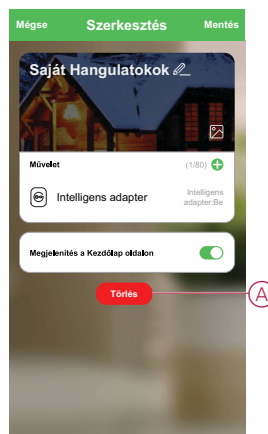 Mégse Szerkesztés Mentés
Saját Hangulatokok
Művelet (1/80)
Intelligens adapter Intelligens adapter:Be
Megjelenítés a Kezdőlap oldalon
Törlés
A